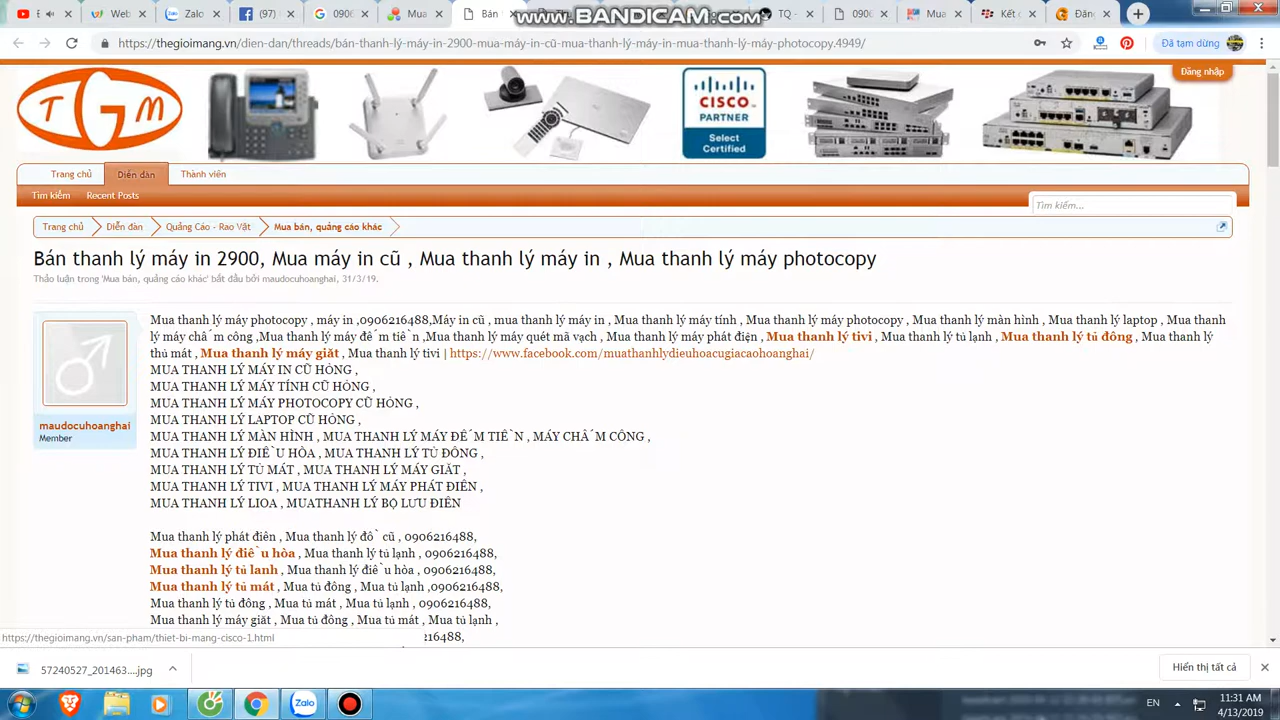 Web
Zalo
(97)
0906
Mua
Bán
WWW.BANDICAM.COM
TQ -
0906
Mua
Kết
Đăng
https://thegioimang.vn/dien-dan/threads/bán-thanh-lý-máy-in-2900-mua-máy-in-cũ-mua-thanh-lý-máy-in-mua-thanh-lý-máy-photocopy.4949/
Đã tạm dừng
TGM
CISCO
PARTNER
Select
Certified
Đăng nhập
Trang chủ
Diễn đàn
Thành viên
Tìm kiếm
Recent Posts
Tìm kiếm...
Trang chủ
Diễn đàn
Quảng Cáo - Rao Vặt
Mua bán, quảng cáo khác
Bán thanh lý máy in 2900, Mua máy in cũ , Mua thanh lý máy in , Mua thanh lý máy photocopy
Thảo luận trong 'Mua bán, quảng cáo khác' bắt đầu bởi maudocuhoanghai, 31/3/19.
Mua thanh lý máy photocopy , máy in ,0906216488,Máy in cũ , mua thanh lý máy in , Mua thanh lý máy tính , Mua thanh lý máy photocopy , Mua thanh lý màn hình , Mua thanh lý laptop , Mua thanh
lý máy chấm công ,Mua thanh lý máy đếm tiền ,Mua thanh lý máy quét mã vạch , Mua thanh lý máy phát điện , Mua thanh lý tivi , Mua thanh lý tủ lạnh , Mua thanh lý tủ đông , Mua thanh lý
thủ mát , Mua thanh lý máy giặt , Mua thanh lý tivi | https://www.facebook.com/muathanhlydieuhoacugiacaohoanghai/
MUA THANH LÝ MÁY IN CŨ HỎNG ,
MUA THANH LÝ MÁY TÍNH CŨ HỎNG ,
MUA THANH LÝ MÁY PHOTOCOPY CŨ HỎNG ,
MUA THANH LÝ LAPTOP CŨ HỎNG ,
MUA THANH LÝ MÀN HÌNH , MUA THANH LÝ MÁY ĐẾM TIỀN , MÁY CHẤM CÔNG ,
MUA THANH LÝ ĐIỀU HÒA , MUA THANH LÝ TỦ ĐÔNG ,
MUA THANH LÝ TỦ MÁT , MUA THANH LÝ MÁY GIẶT ,
MUA THANH LÝ TIVI , MUA THANH LÝ MÁY PHÁT ĐIỆN ,
MUA THANH LÝ LIOA , MUATHANH LÝ BỘ LƯU ĐIỆN
maudocuhoanghai
Member
Mua thanh lý phát điện , Mua thanh lý đồ cũ , 0906216488,
Mua thanh lý điều hòa , Mua thanh lý tủ lạnh , 0906216488,
Mua thanh lý tủ lanh , Mua thanh lý điều hòa , 0906216488,
Mua thanh lý tủ mát , Mua tủ đông , Mua tủ lạnh ,0906216488,
Mua thanh lý tủ đông , Mua tủ mát , Mua tủ lạnh , 0906216488,
Mua thanh lý máy giặt , Mua tủ đông , Mua tủ mát , Mua tủ lạnh ,
16488,
https://thegioimang.vn/san-pham/thiet-bi-mang-cisco-1.html
57240527_201463....jpg
Hiển thị tất cả
Zalo
EN
11:31 AM
4/13/2019